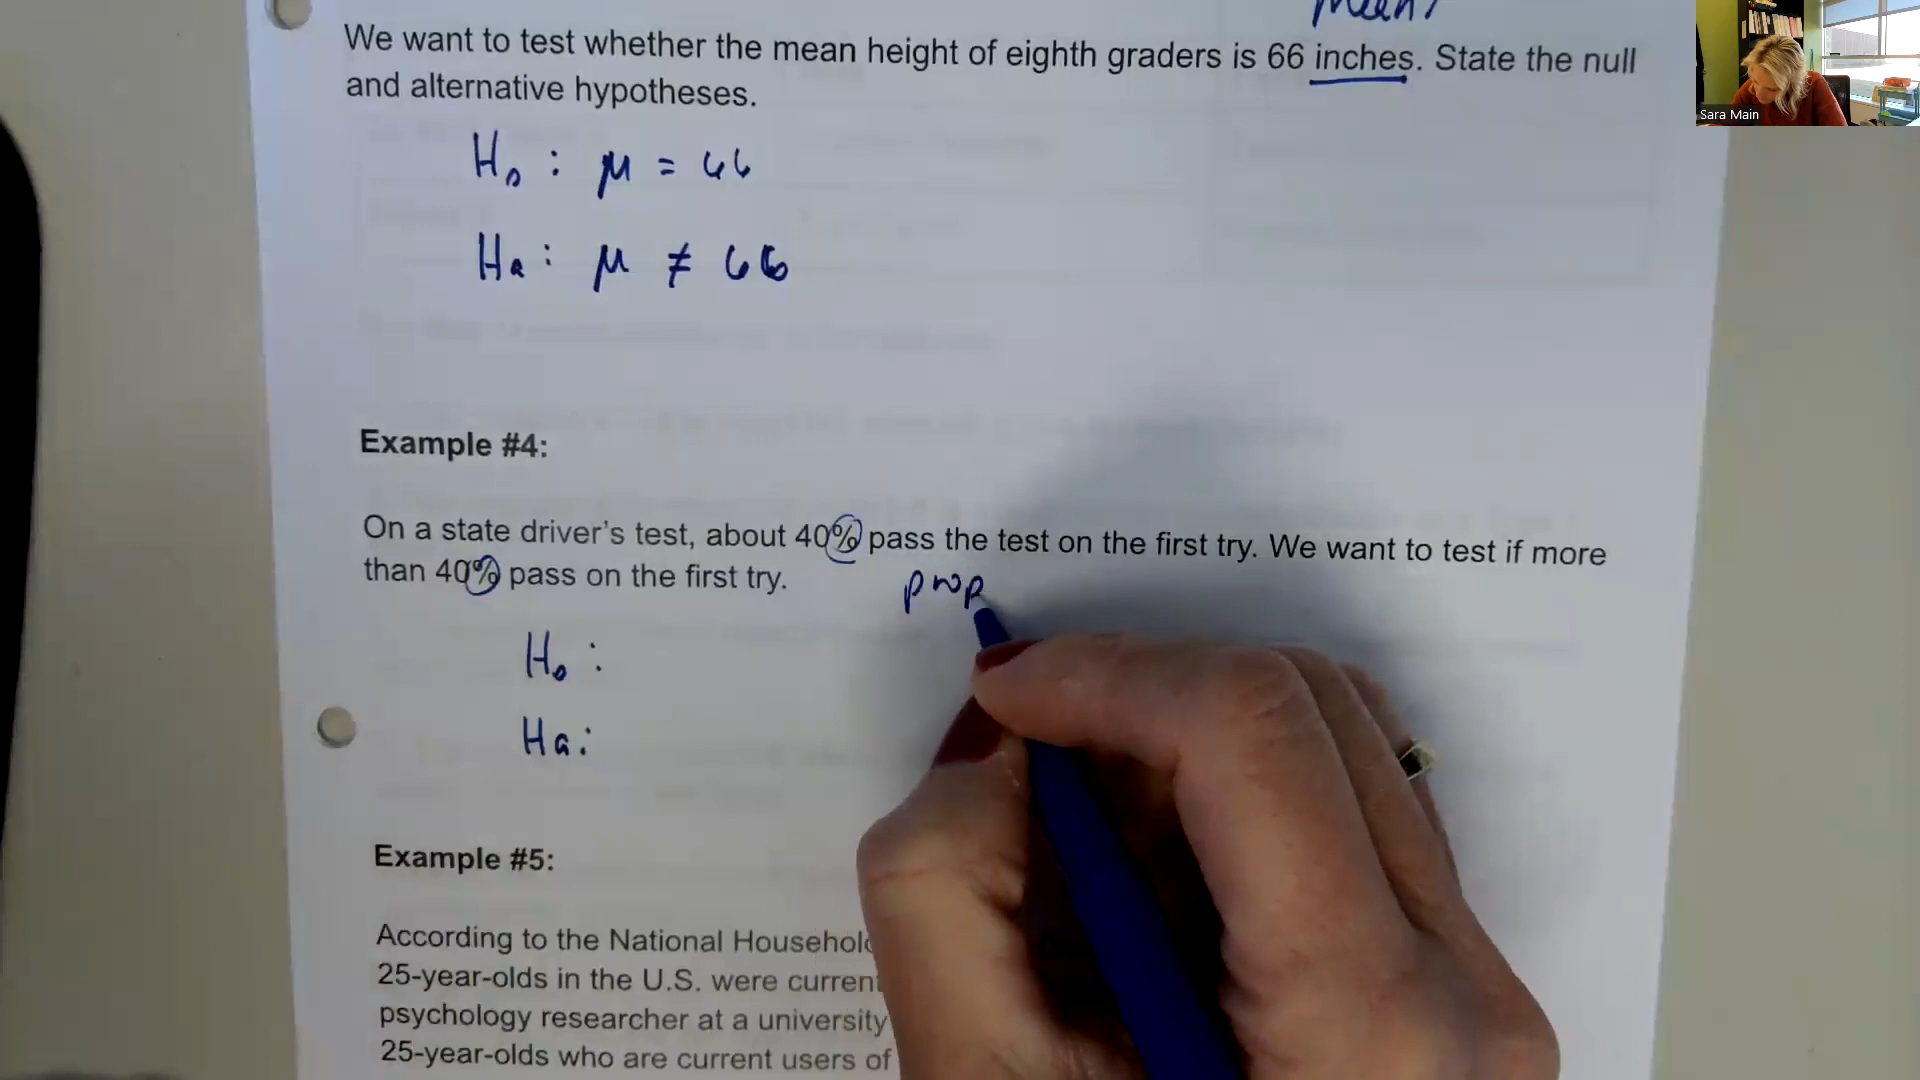 mean?
We want to test whether the mean height of eighth graders is 66 inches. State the null
and alternative hypotheses.
Sara Main
H₀ : μ = 66
Ha : μ ≠ 66
Example #4:
On a state driver’s test, about 40% pass the test on the first try. We want to test if more
than 40% pass on the first try.
prop
H₀ :
Ha :
Example #5:
According to the National Household
25-year-olds in the U.S. were current
psychology researcher at a university
25-year-olds who are current users of